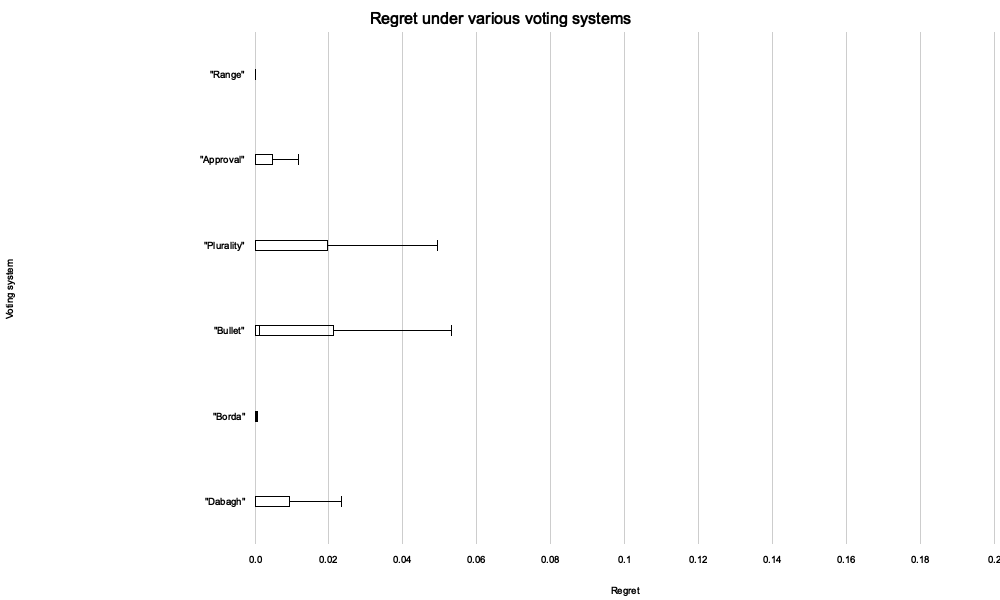 Regret under various voting systems
"Range"
"Approval"
"Plurality"
"Bullet"
"Borda"
"Dabagh"
Voting system
0.0 0.02 0.04 0.06 0.08 0.1 0.12 0.14 0.16 0.18 0.2
Regret